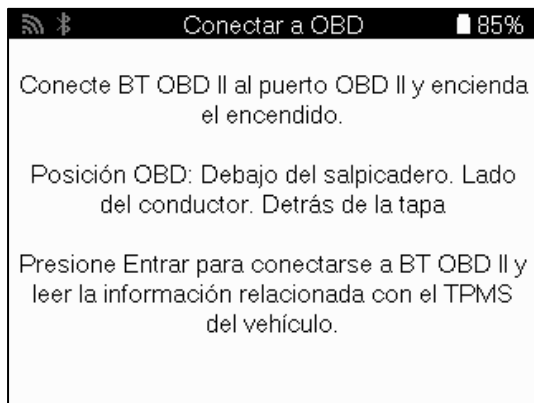 Conectar a OBD
85%
Conecte BT OBD II al puerto OBD II y encienda
el encendido.
Posición OBD: Debajo del salpicadero. Lado
del conductor. Detrás de la tapa
Presione Entrar para conectarse a BT OBD II y
leer la información relacionada con el TPMS
del vehículo.